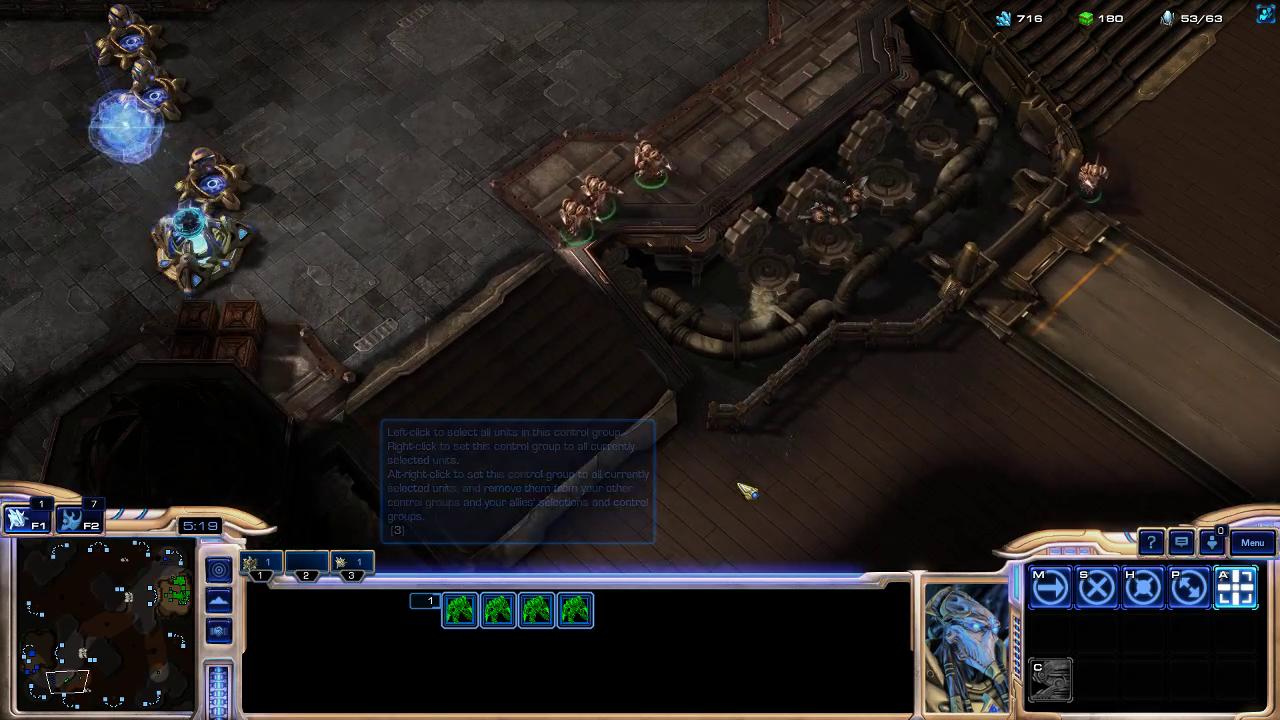 716 180 53/63
Left-click to select all units in this control group.
Right-click to set this control group to all currently
selected units.
Alt-right-click to set this control group to all currently
selected units, and remove them from your other
control groups and your allies' selections and control
groups.
[3]
1 7
F1 F2 5:19
0
? Menu
1 1
1 2 3
M S H P A
1
C